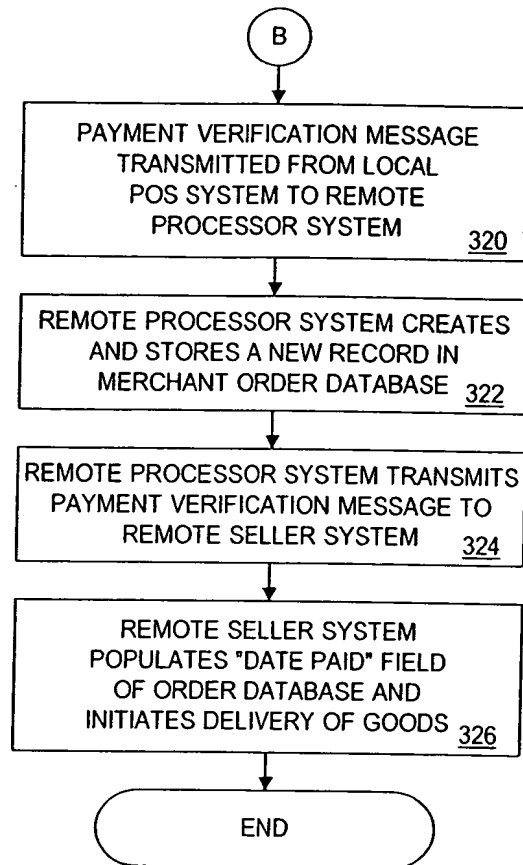 B
PAYMENT VERIFICATION MESSAGE
TRANSMITTED FROM LOCAL
POS SYSTEM TO REMOTE
PROCESSOR SYSTEM
320
REMOTE PROCESSOR SYSTEM CREATES
AND STORES A NEW RECORD IN
MERCHANT ORDER DATABASE
322
REMOTE PROCESSOR SYSTEM TRANSMITS
PAYMENT VERIFICATION MESSAGE TO
REMOTE SELLER SYSTEM
324
REMOTE SELLER SYSTEM
POPULATES "DATE PAID" FIELD
OF ORDER DATABASE AND
INITIATES DELIVERY OF GOODS
326
END